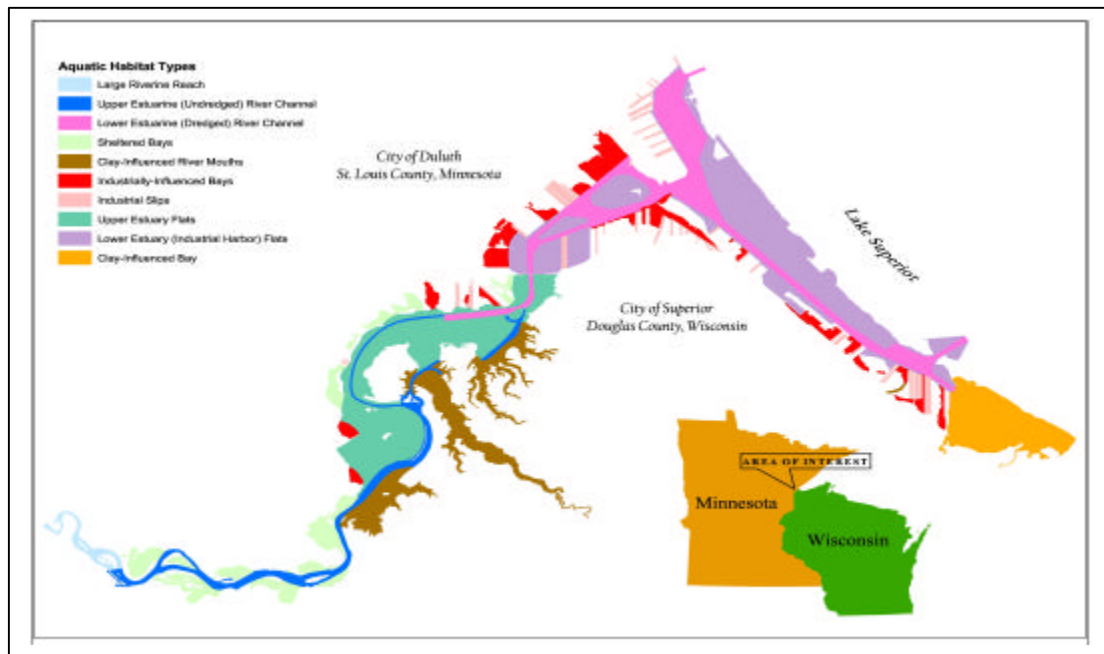 Aquatic Habitat Types
Large Riverine Reach
Upper Estuarine (Undredged) River Channel
Lower Estuarine (Dredged) River Channel
Sheltered Bays
Clay-Influenced River Mouths
Industrially-Influenced Bays
Industrial Slips
Upper Estuary Flats
Lower Estuary (Industrial Harbor) Flats
Clay-Influenced Bay
City of Duluth
St. Louis County, Minnesota
Lake Superior
City of Superior
Douglas County, Wisconsin
AREA OF INTEREST
Minnesota
Wisconsin